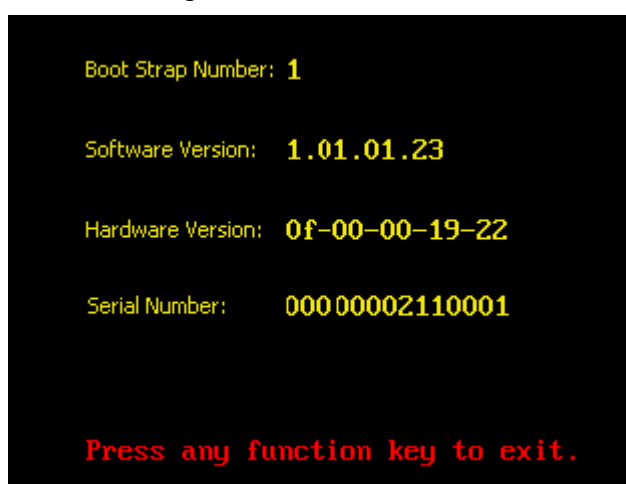 Boot Strap Number: 1
Software Version: 1.01.01.23
Hardware Version: 0f-00-00-19-22
Serial Number: 00000002110001
Press any function key to exit.